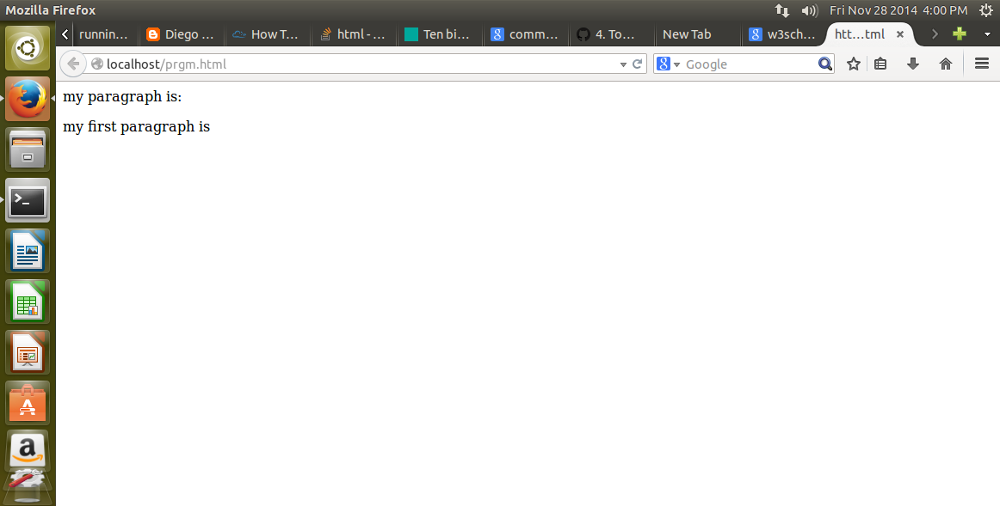 Mozilla Firefox
Fri Nov 28 2014 4:00 PM
runnin...
Diego ...
How T...
html - ...
Ten bi...
comm...
4. To...
New Tab
w3sch...
htt...tml
localhost/prgm.html
Google
my paragraph is:
my first paragraph is